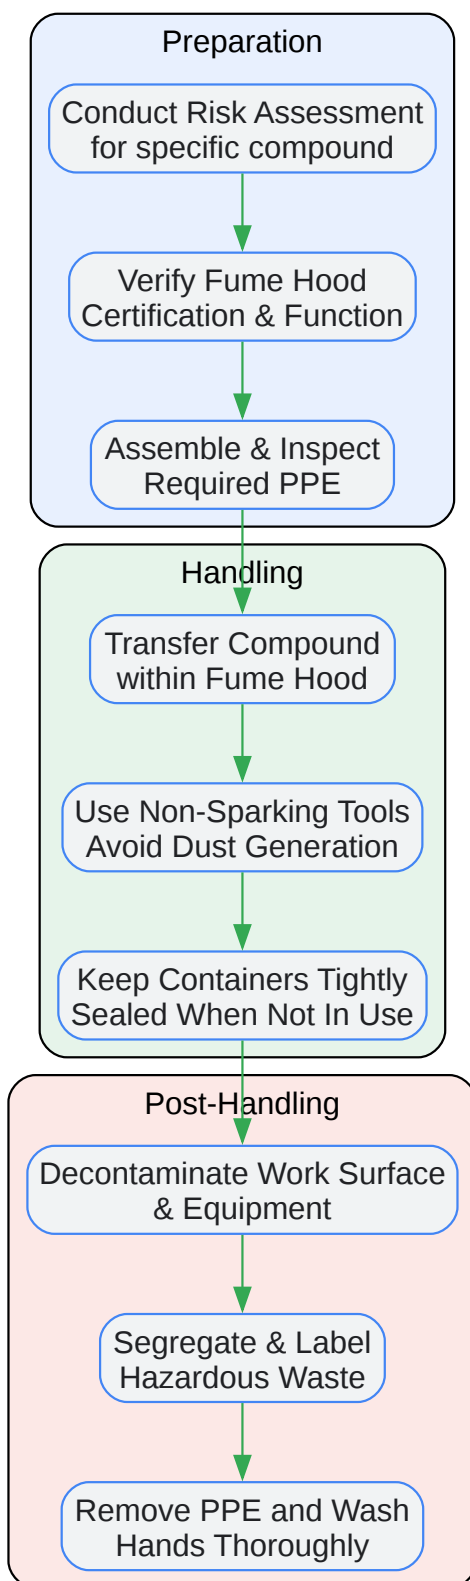 Preparation
Conduct Risk Assessment
for specific compound
Verify Fume Hood
Certification & Function
Assemble & Inspect
Required PPE
Handling
Transfer Compound
within Fume Hood
Use Non-Sparking Tools
Avoid Dust Generation
Keep Containers Tightly
Sealed When Not In Use
Post-Handling
Decontaminate Work Surface
& Equipment
Segregate & Label
Hazardous Waste
Remove PPE and Wash
Hands Thoroughly